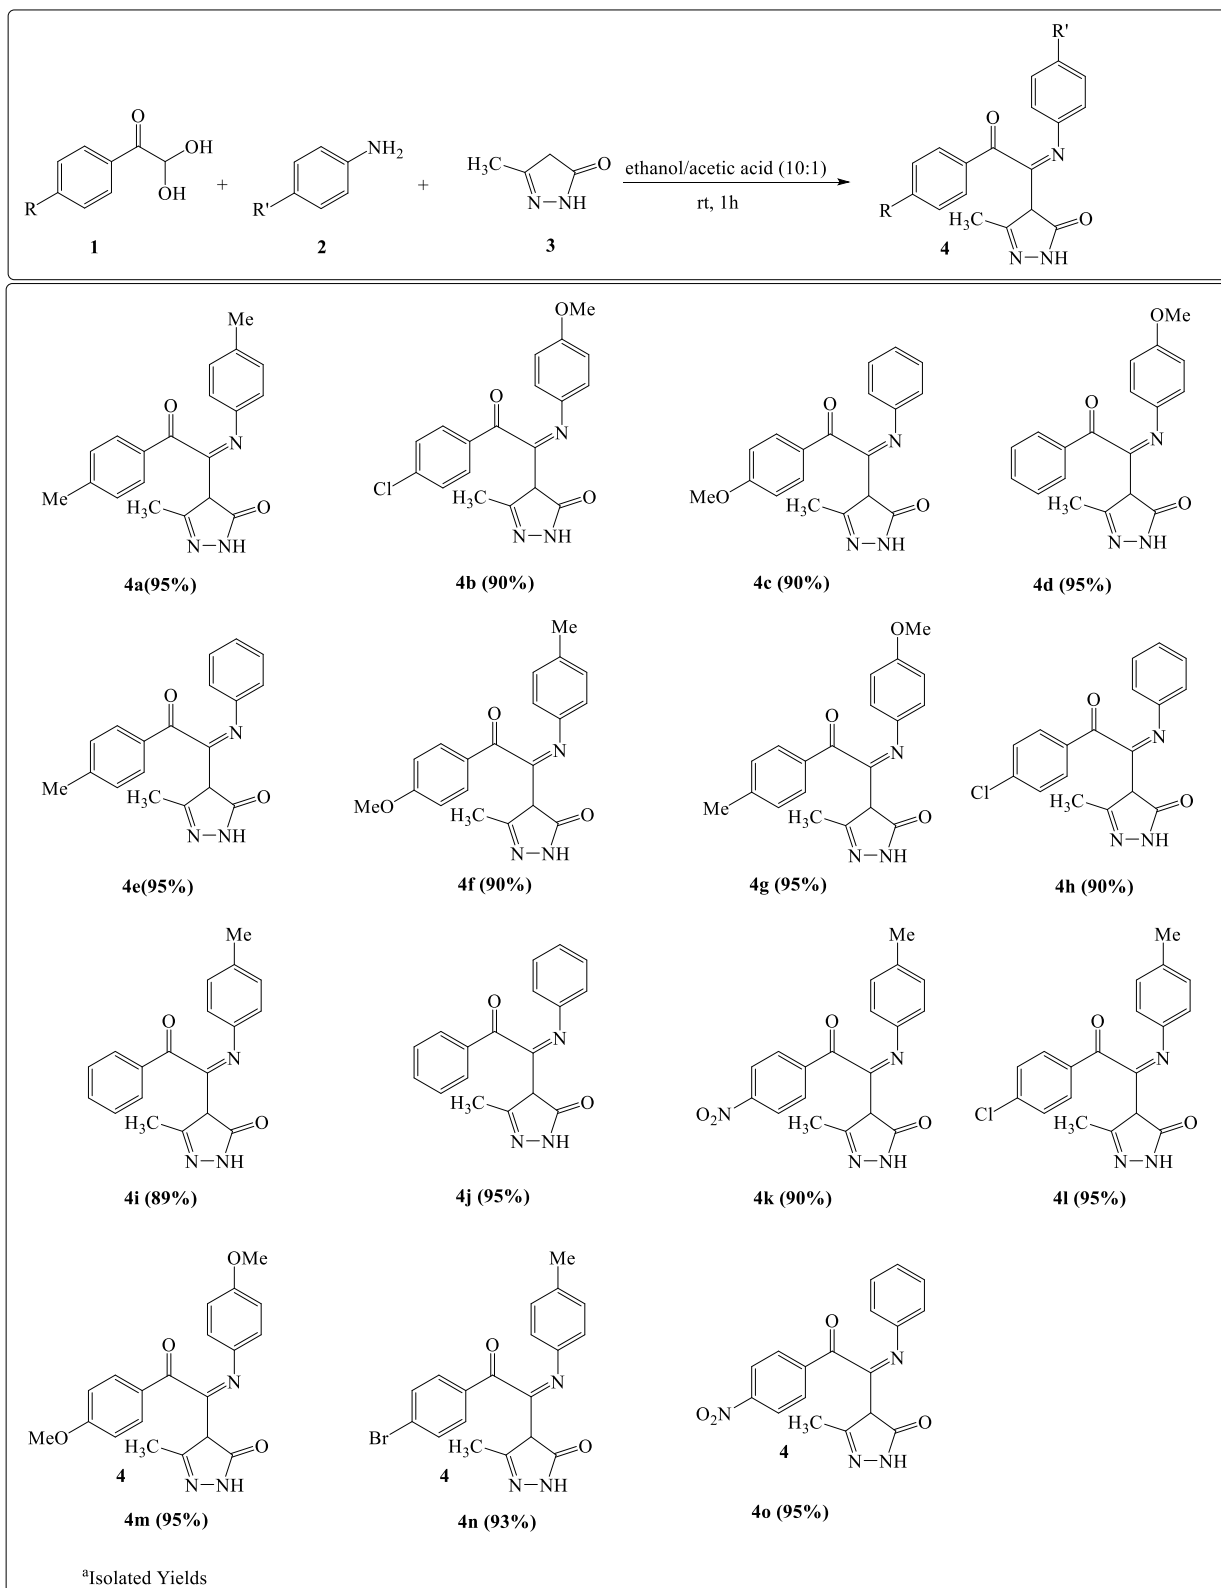 R'
O
OH
OH
R
+
NH2
R'
+
H3C
O
N
NH
ethanol/acetic acid (10:1)
rt, 1h
O
N
R
H3C
O
N
NH
1
2
3
4
Me
O
N
Me
H3C
O
N
NH
4a(95%)
OMe
O
N
Cl
H3C
O
N
NH
4b (90%)
O
N
MeO
H3C
O
N
NH
4c (90%)
OMe
O
N
H3C
O
N
NH
4d (95%)
O
N
Me
H3C
O
N
NH
4e(95%)
Me
O
N
MeO
H3C
O
N
NH
4f (90%)
OMe
O
N
Me
H3C
O
N
NH
4g (95%)
O
N
Cl
H3C
O
N
NH
4h (90%)
Me
O
N
H3C
O
N
NH
4i (89%)
O
N
H3C
O
N
NH
4j (95%)
Me
O
N
O2N
H3C
O
N
NH
4k (90%)
Me
O
N
Cl
H3C
O
N
NH
4l (95%)
OMe
O
N
MeO
H3C
O
4
N
NH
4m (95%)
Me
O
N
Br
H3C
O
4
N
NH
4n (93%)
O
N
O2N
H3C
O
4
N
NH
4o (95%)
aIsolated Yields